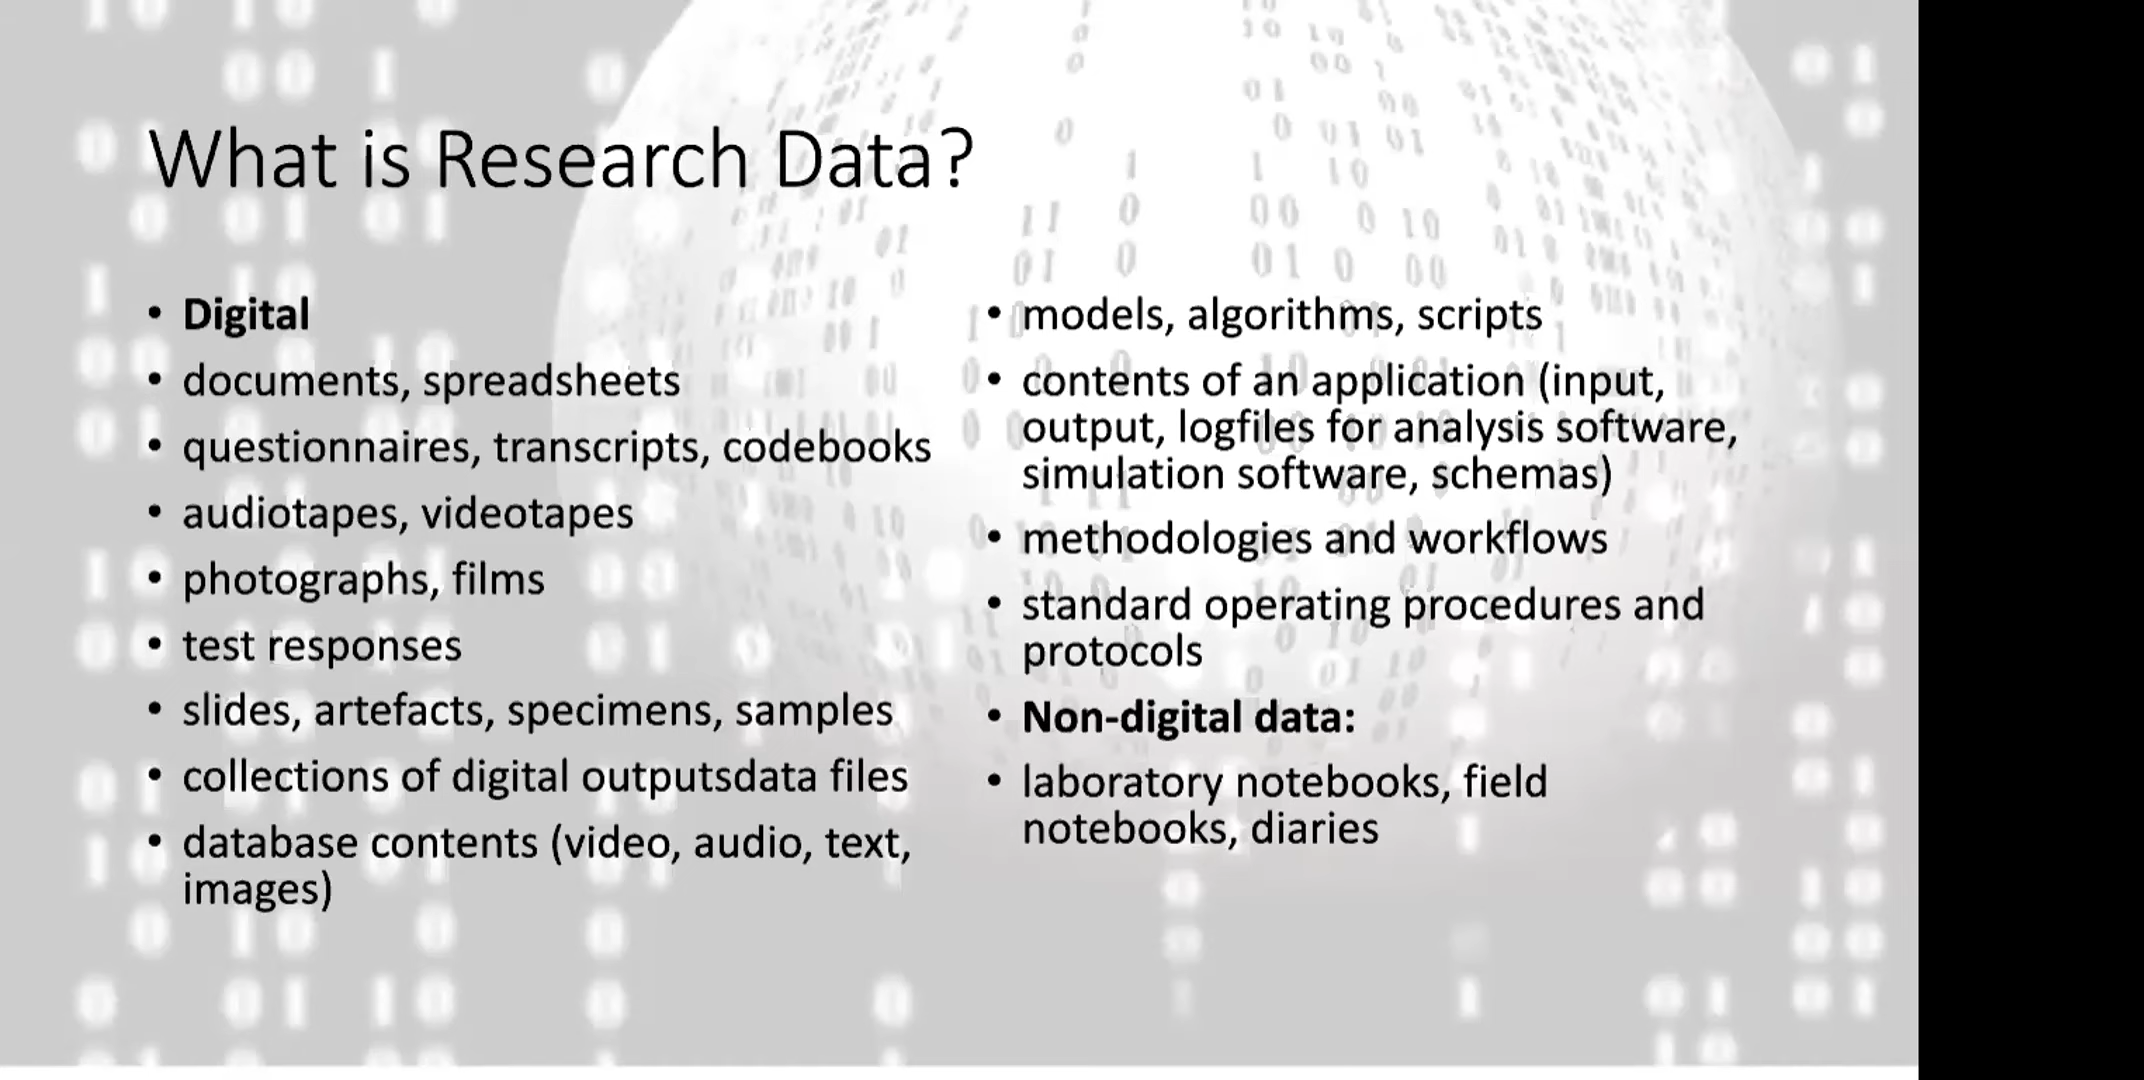 What is Research Data?
• Digital
• documents, spreadsheets
• questionnaires, transcripts, codebooks
• audiotapes, videotapes
• photographs, films
• test responses
• slides, artefacts, specimens, samples
• collections of digital outputsdata files
• database contents (video, audio, text,
images)
• models, algorithms, scripts
• contents of an application (input,
output, logfiles for analysis software,
simulation software, schemas)
• methodologies and workflows
• standard operating procedures and
protocols
• Non-digital data:
• laboratory notebooks, field
notebooks, diaries